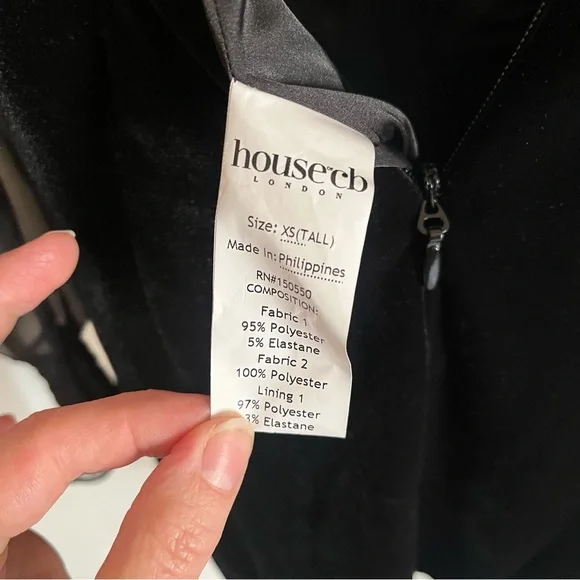 house of cb
LONDON
Size: XS(TALL)
Made in: Philippines
RN#150550
COMPOSITION:
Fabric 1
95% Polyester
5% Elastane
Fabric 2
100% Polyester
Lining 1
97% Polyester
3% Elastane